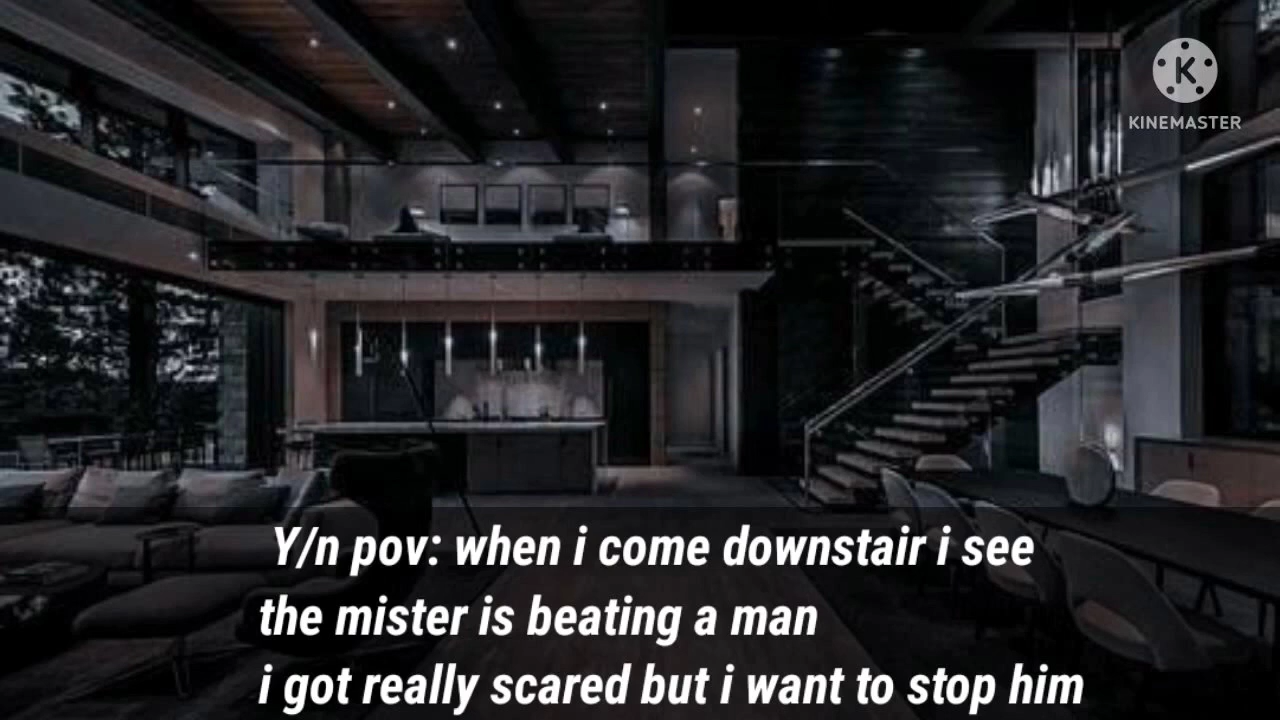 KINEMASTER
Y/n pov: when i come downstair i see
the mister is beating a man
i got really scared but i want to stop him